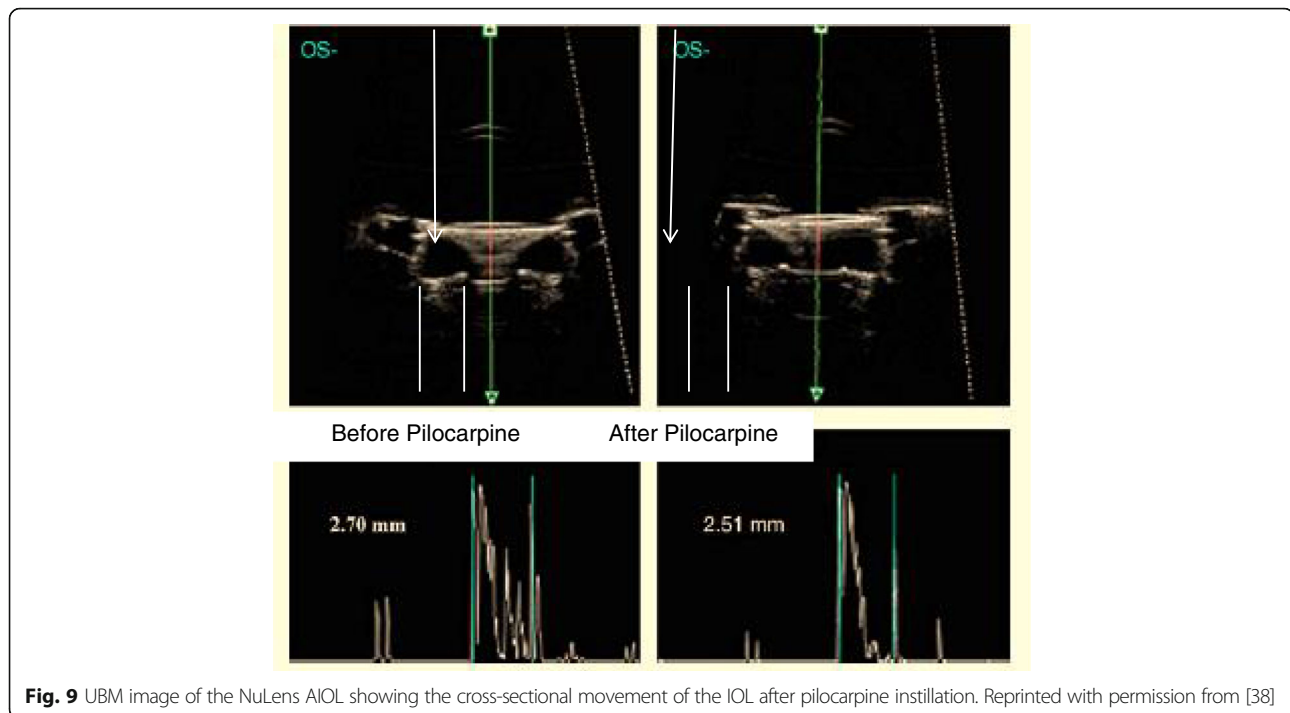 OS-
OS-
Before Pilocarpine
After Pilocarpine
2.70 mm
2.51 mm
Fig. 9 UBM image of the NuLens AIOL showing the cross-sectional movement of the IOL after pilocarpine instillation. Reprinted with permission from [38]